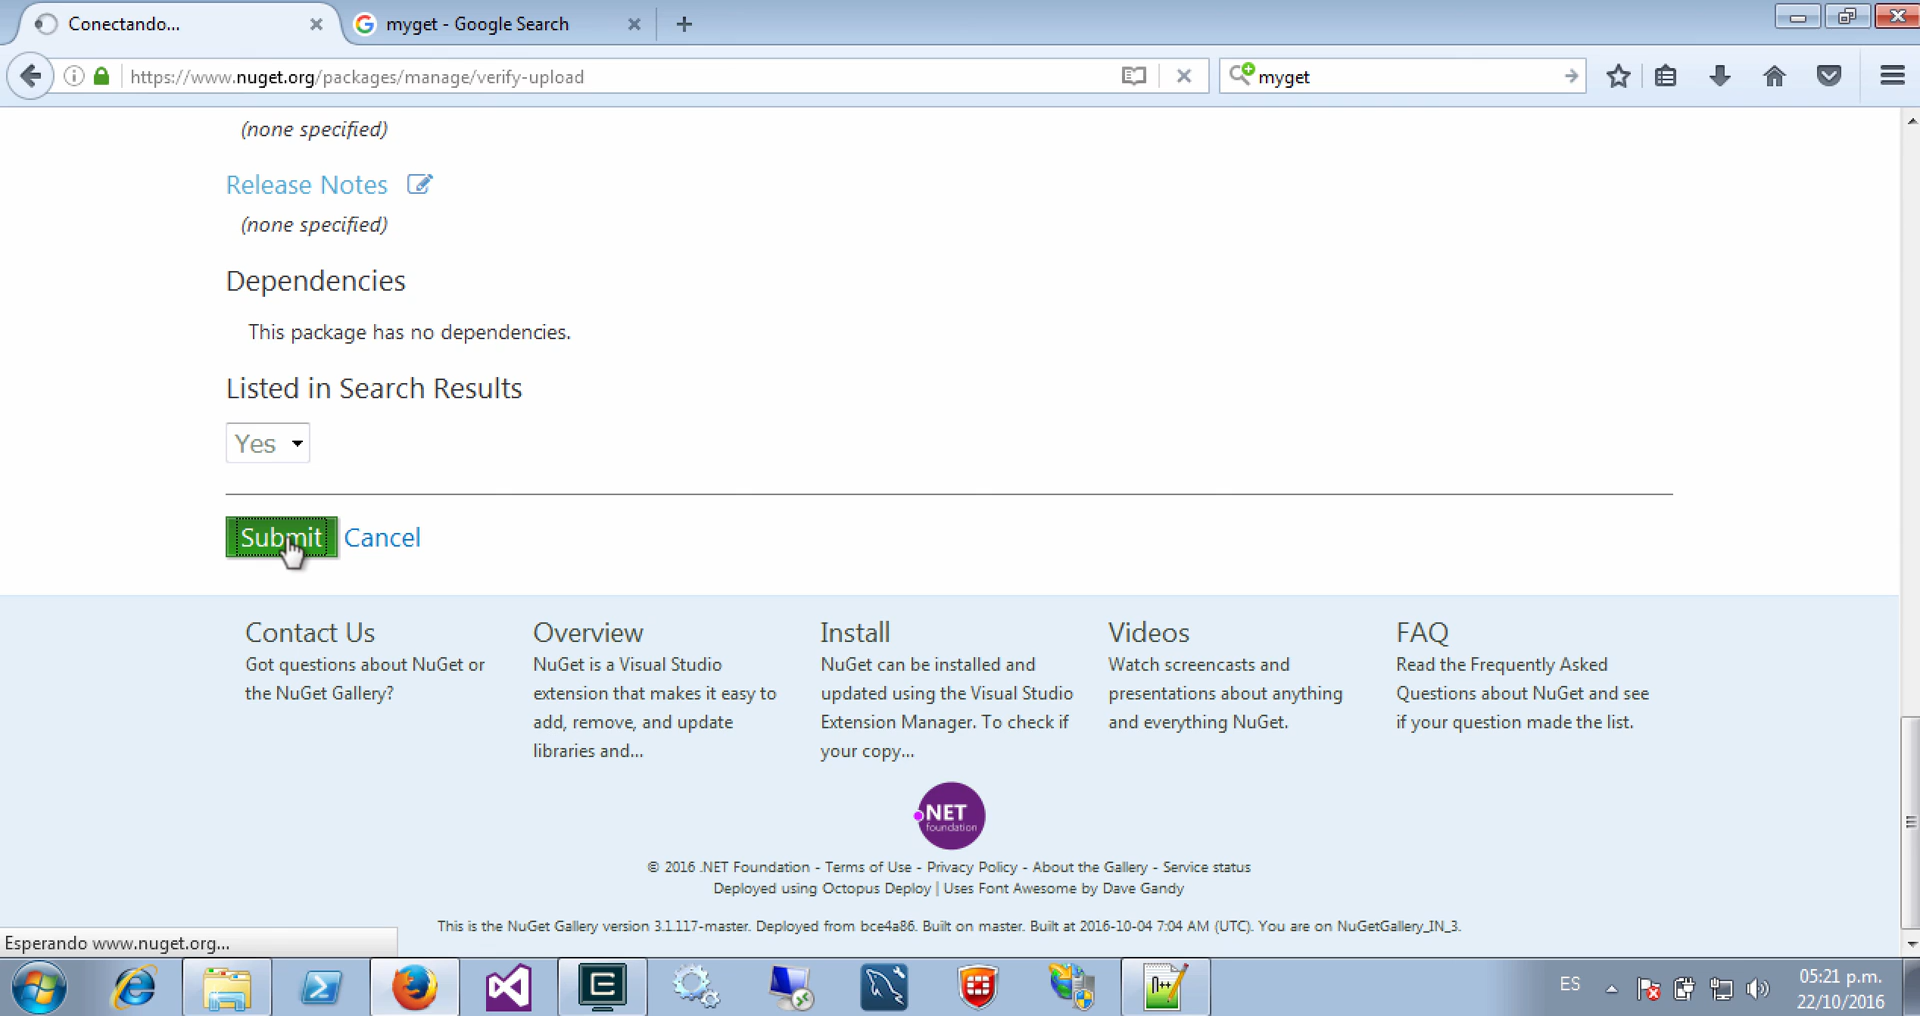 Conectando...
myget - Google Search
https://www.nuget.org/packages/manage/verify-upload
myget
(none specified)
Release Notes
(none specified)
Dependencies
This package has no dependencies.
Listed in Search Results
Yes
Submit Cancel
Contact Us
Got questions about NuGet or
the NuGet Gallery?
Overview
NuGet is a Visual Studio
extension that makes it easy to
add, remove, and update
libraries and...
Install
NuGet can be installed and
updated using the Visual Studio
Extension Manager. To check if
your copy...
Videos
Watch screencasts and
presentations about anything
and everything NuGet.
FAQ
Read the Frequently Asked
Questions about NuGet and see
if your question made the list.
.NET
foundation
© 2016 .NET Foundation - Terms of Use - Privacy Policy - About the Gallery - Service status
Deployed using Octopus Deploy | Uses Font Awesome by Dave Gandy
This is the NuGet Gallery version 3.1.117-master. Deployed from bce4a86. Built on master. Built at 2016-10-04 7:04 AM (UTC). You are on NuGetGallery_IN_3.
Esperando www.nuget.org...
ES
05:21 p.m.
22/10/2016